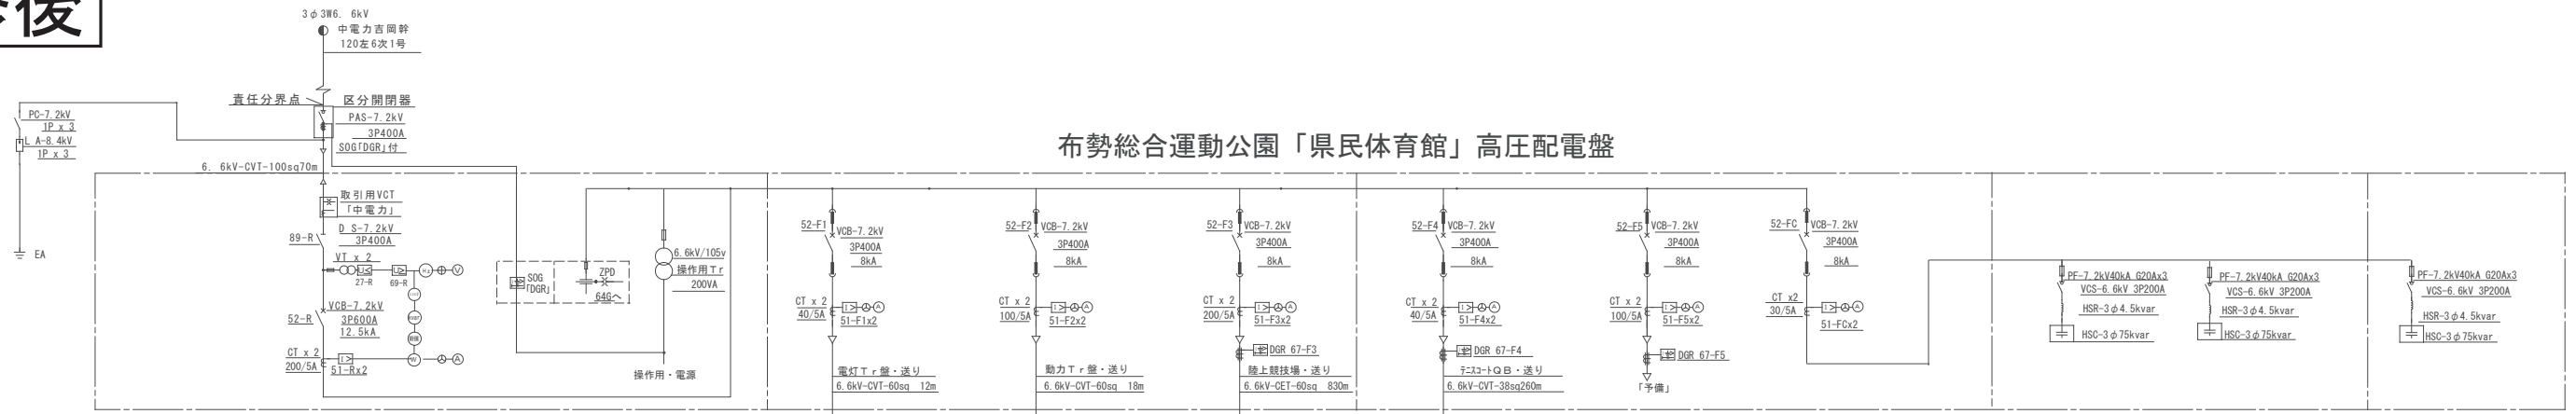 後
3φ3W6. 6kV
中電力吉岡幹
120左6次1号
責任分界点
区分開閉器
PAS-7.2kV
3P400A
SOG「DGR」付
PC-7.2kV
1P x 3
L A-8.4kV
1P x 3
EA
6. 6kV-CVT-100sq70m
布勢総合運動公園「県民体育館」高圧配電盤
取引用VCT
「中電力」
D S-7.2kV
3P400A
89-R
VT x 2
U<
27-R
U>
69-R
V
VCB-7.2kV
3P600A
12.5kA
52-R
CT x 2
200/5A
I>
51-Rx2
W
A
SOG
「DGR」
ZPD
64Gへ
6.6kV/105v
操作用Tr
200VA
操作用・電源
52-F1
VCB-7.2kV
3P400A
8kA
CT x 2
40/5A
I>
A
51-F1x2
電灯Tr盤・送り
6.6kV-CVT-60sq 12m
52-F2
VCB-7.2kV
3P400A
8kA
CT x 2
100/5A
I>
A
51-F2x2
動力Tr盤・送り
6.6kV-CVT-60sq 18m
52-F3
VCB-7.2kV
3P400A
8kA
CT x 2
200/5A
I>
A
51-F3x2
DGR 67-F3
陸上競技場・送り
6.6kV-CET-60sq 830m
52-F4
VCB-7.2kV
3P400A
8kA
CT x 2
40/5A
I>
A
51-F4x2
DGR 67-F4
テニスコートQB・送り
6.6kV-CVT-38sq260m
52-F5
VCB-7.2kV
3P400A
8kA
CT x 2
100/5A
I>
A
51-F5x2
DGR 67-F5
「予備」
52-FC
VCB-7.2kV
3P400A
8kA
CT x2
30/5A
I>
A
51-FCx2
PF-7.2kV40kA G20Ax3
VCS-6.6kV 3P200A
HSR-3φ4.5kvar
HSC-3φ75kvar
PF-7.2kV40kA G20Ax3
VCS-6.6kV 3P200A
HSR-3φ4.5kvar
HSC-3φ75kvar
PF-7.2kV40kA G20Ax3
VCS-6.6kV 3P200A
HSR-3φ4.5kvar
HSC-3φ75kvar